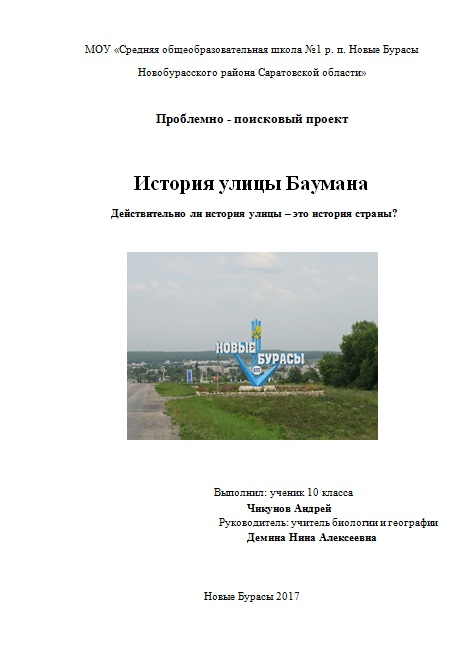 МОУ «Средняя общеобразовательная школа №1 р. п. Новые Бурасы
Новобурасского района Саратовской области»
Проблемно - поисковый проект
История улицы Баумана
Действительно ли история улицы – это история страны?
НОВЫЕ
БУРАСЫ
Выполнил: ученик 10 класса
Чикунов Андрей
Руководитель: учитель биологии и географии
Демина Нина Алексеевна
Новые Бурасы 2017